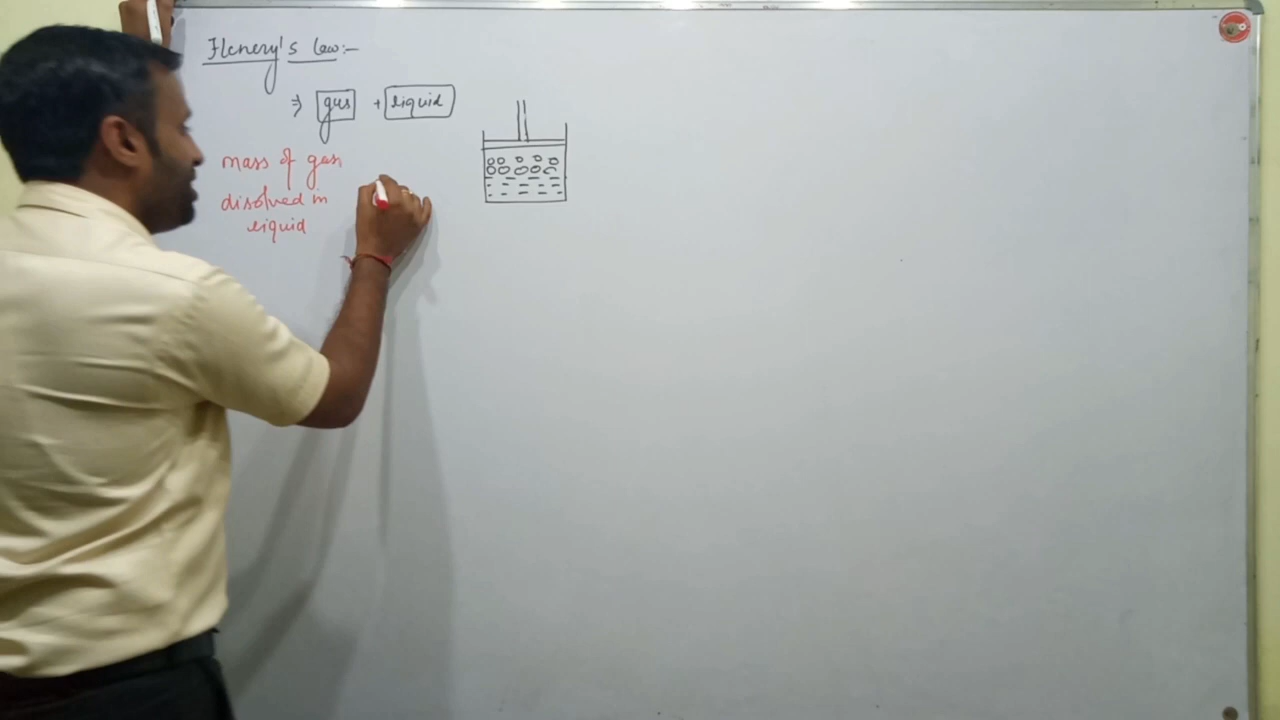 Henery's law:-
⇒ gas + liquid
mass of gas
disolved in
liquid